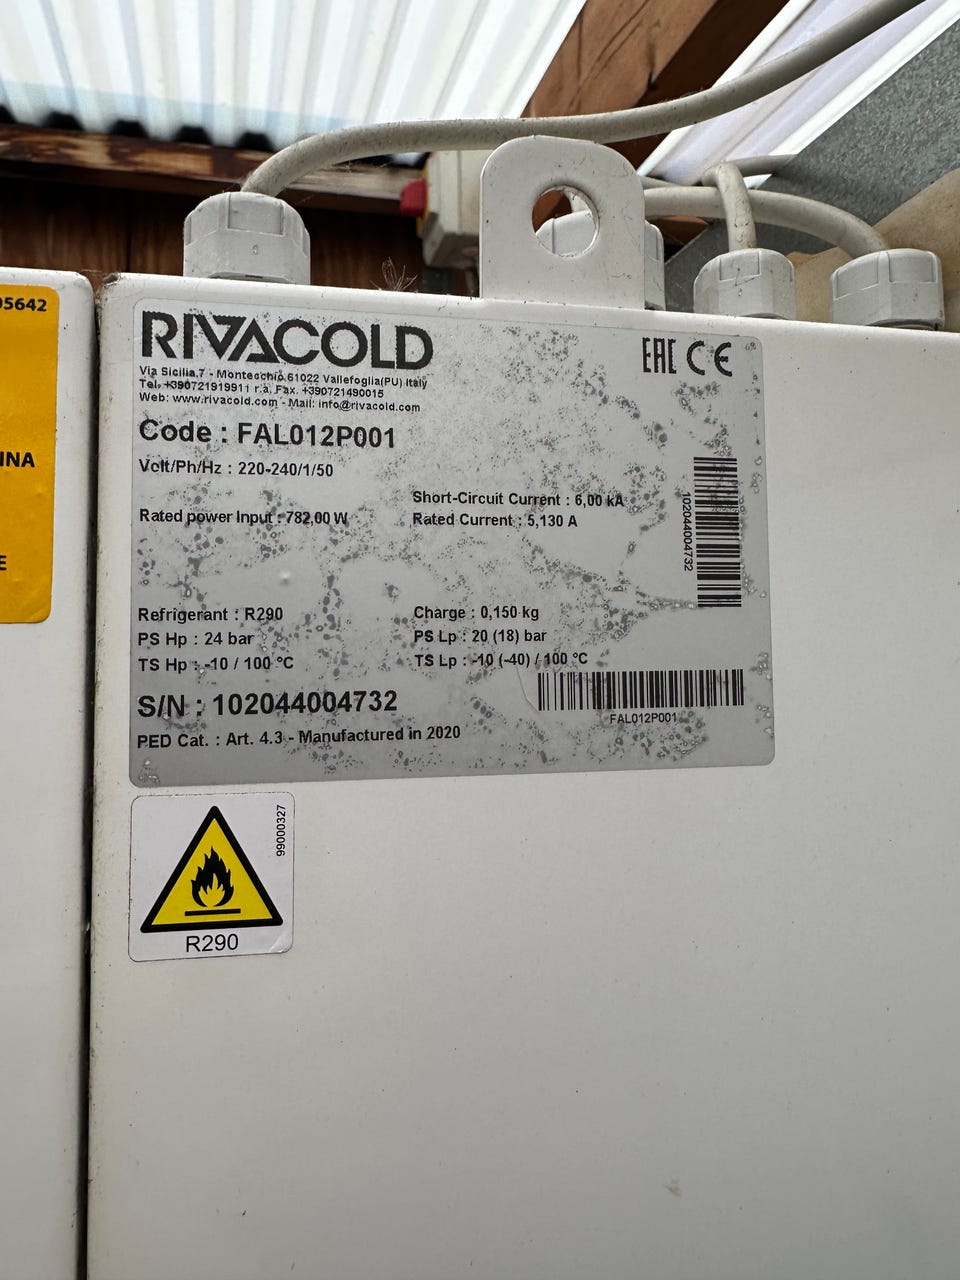 05642
INA
E
RIVACOLD
EAC CE
Via Sicilia,7 - Montecchio 61022 Vallefoglia(PU) Italy
Tel. +390721919911 r.a. Fax. +390721490015
Web: www.rivacold.com - Mail: info@rivacold.com
Code : FAL012P001
Volt/Ph/Hz : 220-240/1/50
Short-Circuit Current : 6,00 kA
Rated power Input : 782,00 W
Rated Current : 5,130 A
102044004732
Refrigerant : R290
Charge : 0,150 kg
PS Hp : 24 bar
PS Lp : 20 (18) bar
TS Hp : -10 / 100 °C
TS Lp : -10 (-40) / 100 °C
S/N : 102044004732
FAL012P001
PED Cat. : Art. 4.3 - Manufactured in 2020
99000327
R290